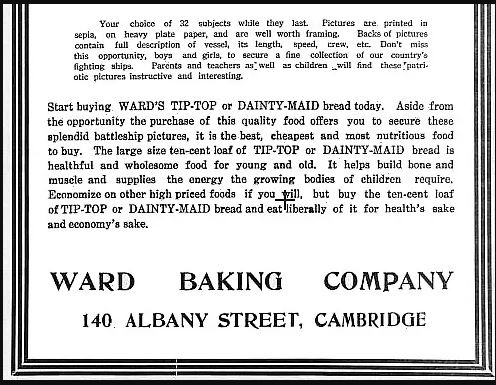 Your choice of 32 subjects while they last. Pictures are printed in
sepia, on heavy plate paper, and are well worth framing. Backs of pictures
contain full description of vessel, its length, speed, crew, etc. Don't miss
this opportunity, boys and girls, to secure a fine collection of our country's
fighting ships. Parents and teachers as well as children will find these patri-
otic pictures instructive and interesting.
Start buying WARD'S TIP-TOP or DAINTY-MAID bread today. Aside from
the opportunity the purchase of this quality food offers you to secure these
splendid battleship pictures, it is the best, cheapest and most nutritious food
to buy. The large size ten-cent loaf of TIP-TOP or DAINTY-MAID bread is
healthful and wholesome food for young and old. It helps build bone and
muscle and supplies the energy the growing bodies of children require.
Economize on other high priced foods if you will, but buy the ten-cent loaf
of TIP-TOP or DAINTY-MAID bread and eat liberally of it for health's sake
and economy's sake.
WARD BAKING COMPANY
140 ALBANY STREET, CAMBRIDGE